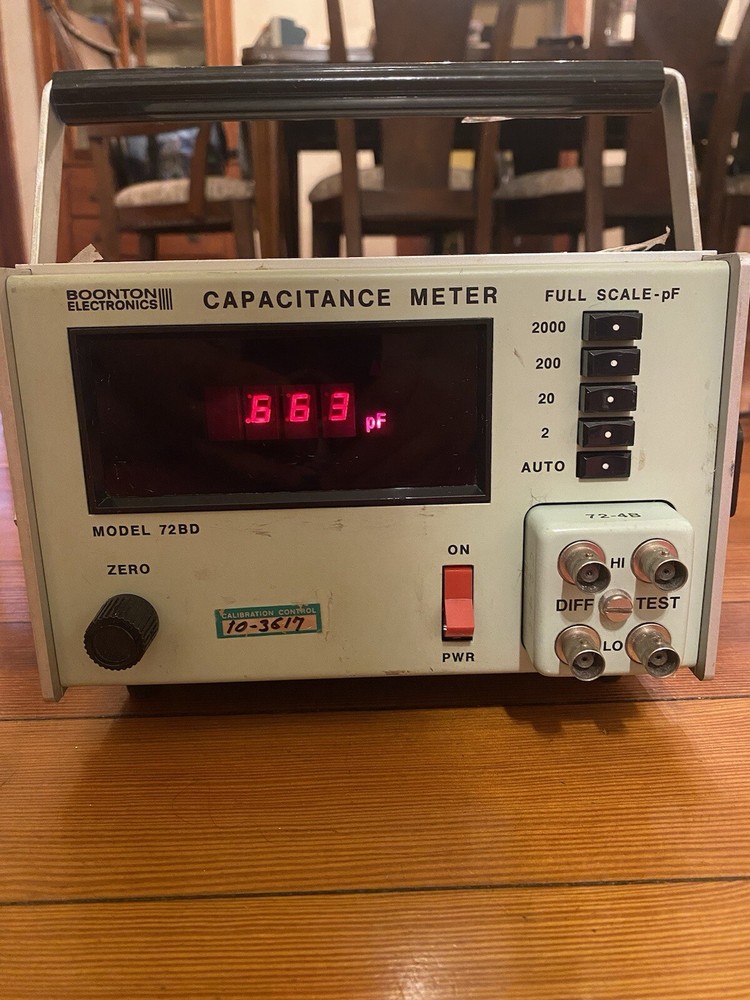 BOONTON
ELECTRONICS
CAPACITANCE METER
FULL SCALE-pF
2000
200
20
2
AUTO
pF
MODEL 72BD
72-4B
ZERO
ON
HI
DIFF
TEST
LO
CALIBRATION CONTROL
10-3617
PWR